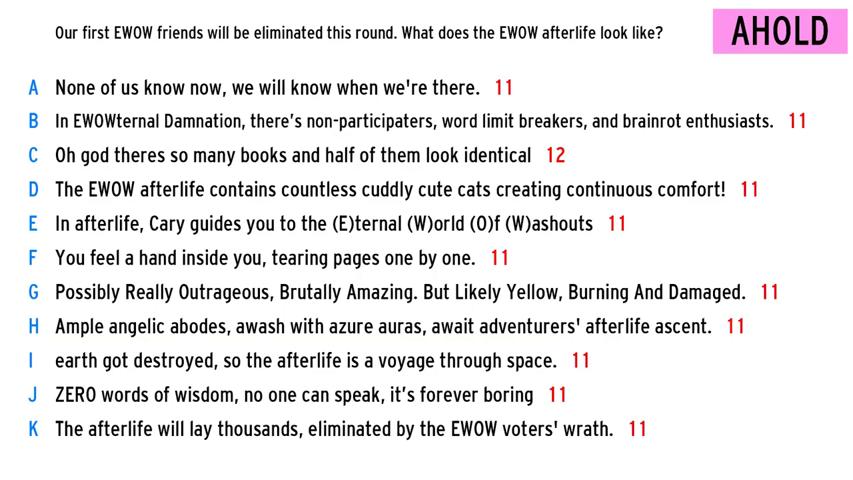 Our first EWOW friends will be eliminated this round. What does the EWOW afterlife look like?
AHOLD
A None of us know now, we will know when we're there. 11
B In EWOWternal Damnation, there's non-participaters, word limit breakers, and brainrot enthusiasts. 11
C Oh god theres so many books and half of them look identical 12
D The EWOW afterlife contains countless cuddly cute cats creating continuous comfort! 11
E In afterlife, Cary guides you to the (E)ternal (W)orld (O)f (W)ashouts 11
F You feel a hand inside you, tearing pages one by one. 11
G Possibly Really Outrageous, Brutally Amazing. But Likely Yellow, Burning And Damaged. 11
H Ample angelic abodes, awash with azure auras, await adventurers' afterlife ascent. 11
I earth got destroyed, so the afterlife is a voyage through space. 11
J ZERO words of wisdom, no one can speak, it's forever boring 11
K The afterlife will lay thousands, eliminated by the EWOW voters' wrath. 11